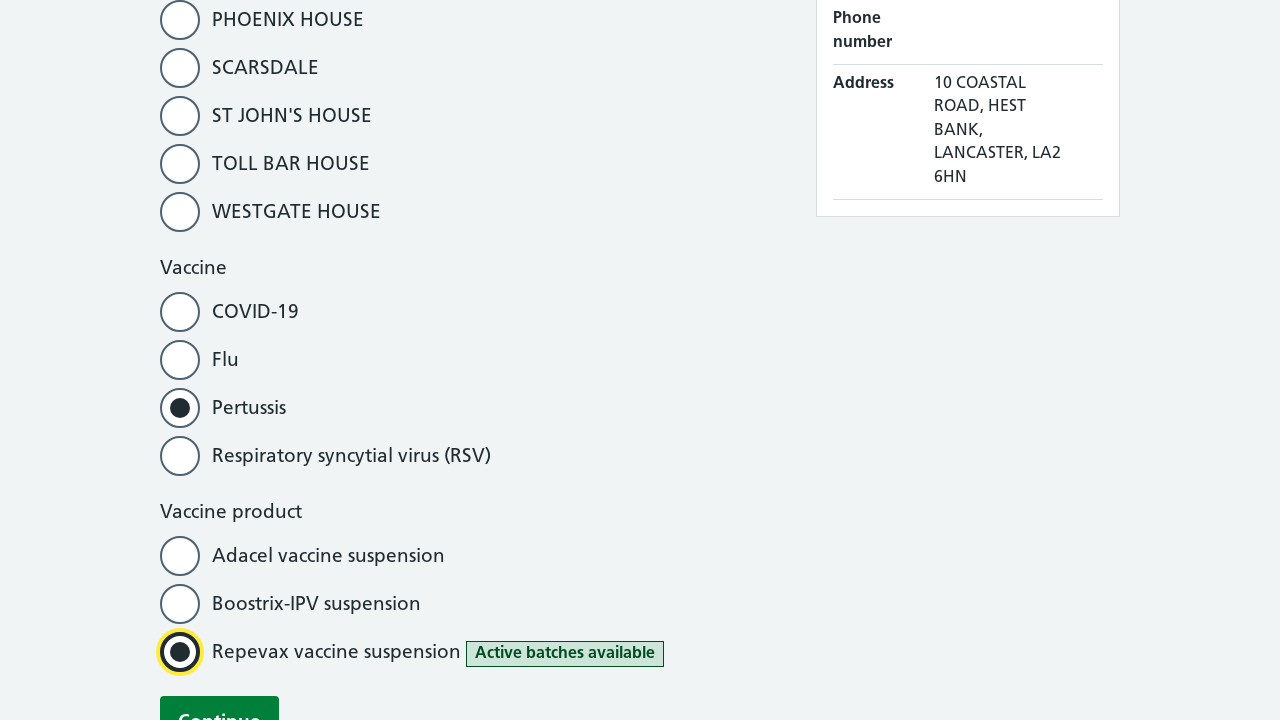 PHOENIX HOUSE
SCARSDALE
ST JOHN'S HOUSE
TOLL BAR HOUSE
WESTGATE HOUSE
Vaccine
COVID-19
Flu
Pertussis
Respiratory syncytial virus (RSV)
Vaccine product
Adacel vaccine suspension
Boostrix-IPV suspension
Repevax vaccine suspension Active batches available
Continue
Phone
number
Address 10 COASTAL
ROAD, HEST
BANK,
LANCASTER, LA2
6HN